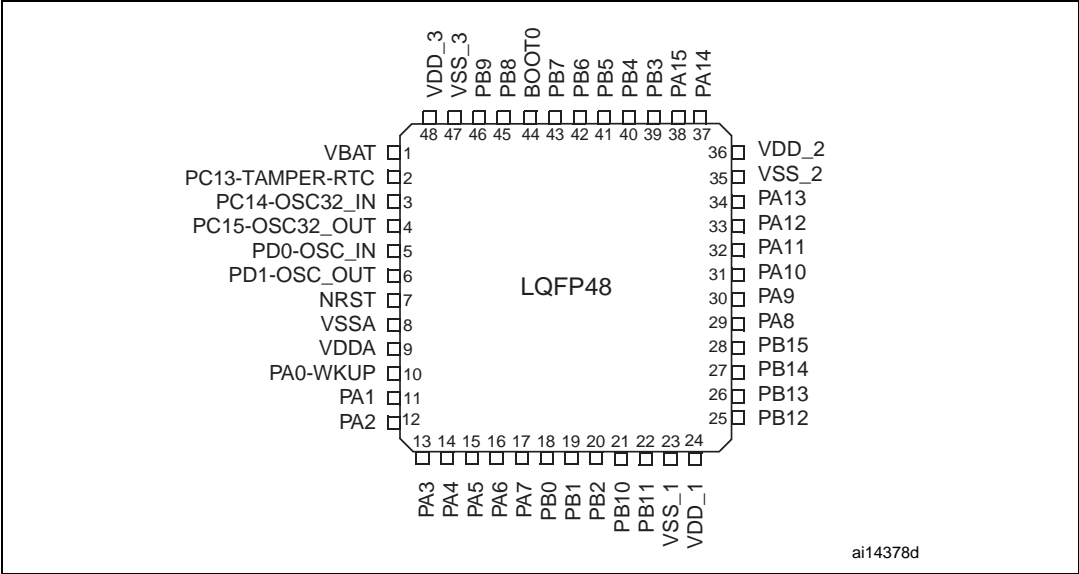 VDD_3
VSS_3
PB9
PB8
BOOT0
PB7
PB6
PB5
PB4
PB3
PA15
PA14
48 47 46 45 44 43 42 41 40 39 38 37
VBAT 1
PC13-TAMPER-RTC 2
PC14-OSC32_IN 3
PC15-OSC32_OUT 4
PD0-OSC_IN 5
PD1-OSC_OUT 6
NRST 7
VSSA 8
VDDA 9
PA0-WKUP 10
PA1 11
PA2 12
LQFP48
36 VDD_2
35 VSS_2
34 PA13
33 PA12
32 PA11
31 PA10
30 PA9
29 PA8
28 PB15
27 PB14
26 PB13
25 PB12
13 14 15 16 17 18 19 20 21 22 23 24
PA3
PA4
PA5
PA6
PA7
PB0
PB1
PB2
PB10
PB11
VSS_1
VDD_1
ai14378d